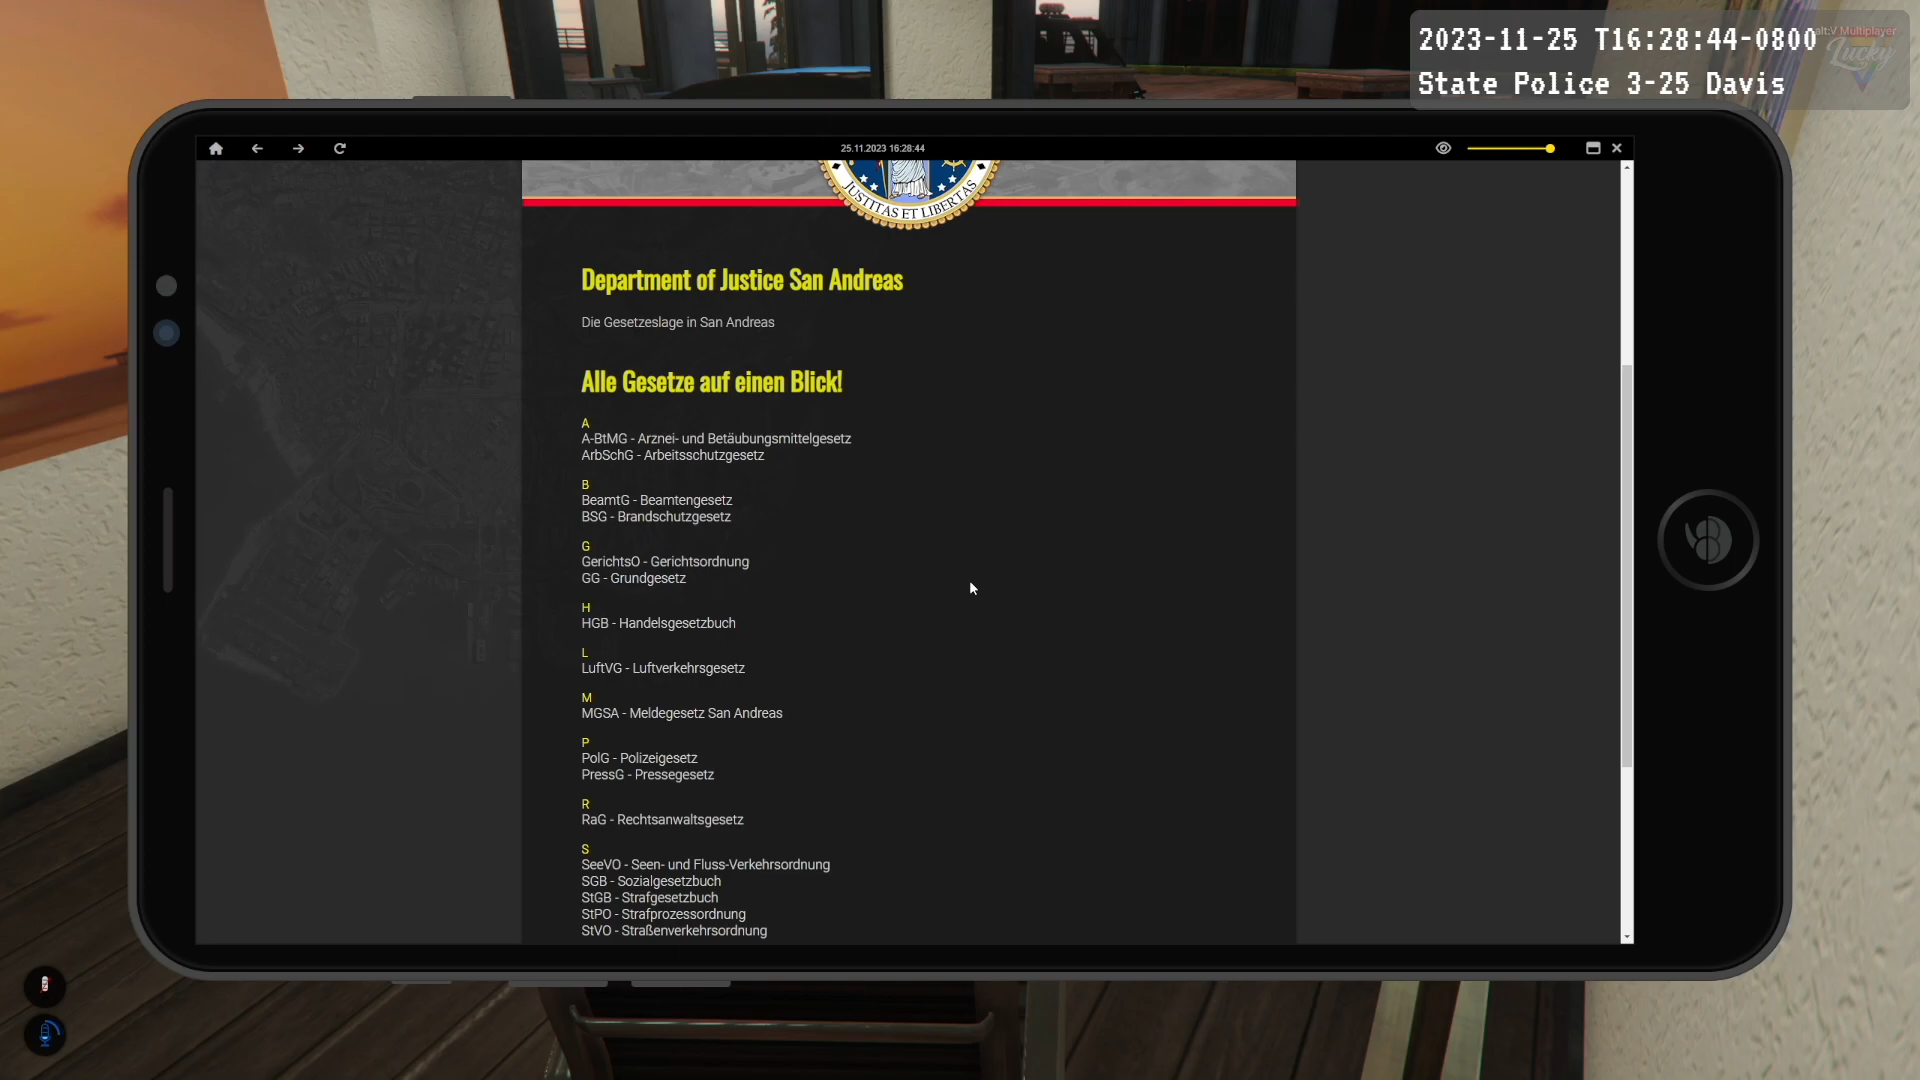 alt:V Multiplayer
Lucky
2023-11-25 T16:28:44-0800
State Police 3-25 Davis
25.11.2023 16:28:44
JUSTITAS ET LIBERTAS
Department of Justice San Andreas
Die Gesetzeslage in San Andreas
Alle Gesetze auf einen Blick!
A
A-BtMG - Arznei- und Betäubungsmittelgesetz
ArbSchG - Arbeitsschutzgesetz
B
BeamtG - Beamtengesetz
BSG - Brandschutzgesetz
G
GerichtsO - Gerichtsordnung
GG - Grundgesetz
H
HGB - Handelsgesetzbuch
L
LuftVG - Luftverkehrsgesetz
M
MGSA - Meldegesetz San Andreas
P
PolG - Polizeigesetz
PressG - Pressegesetz
R
RaG - Rechtsanwaltsgesetz
S
SeeVO - Seen- und Fluss-Verkehrsordnung
SGB - Sozialgesetzbuch
StGB - Strafgesetzbuch
StPO - Strafprozessordnung
StVO - Straßenverkehrsordnung